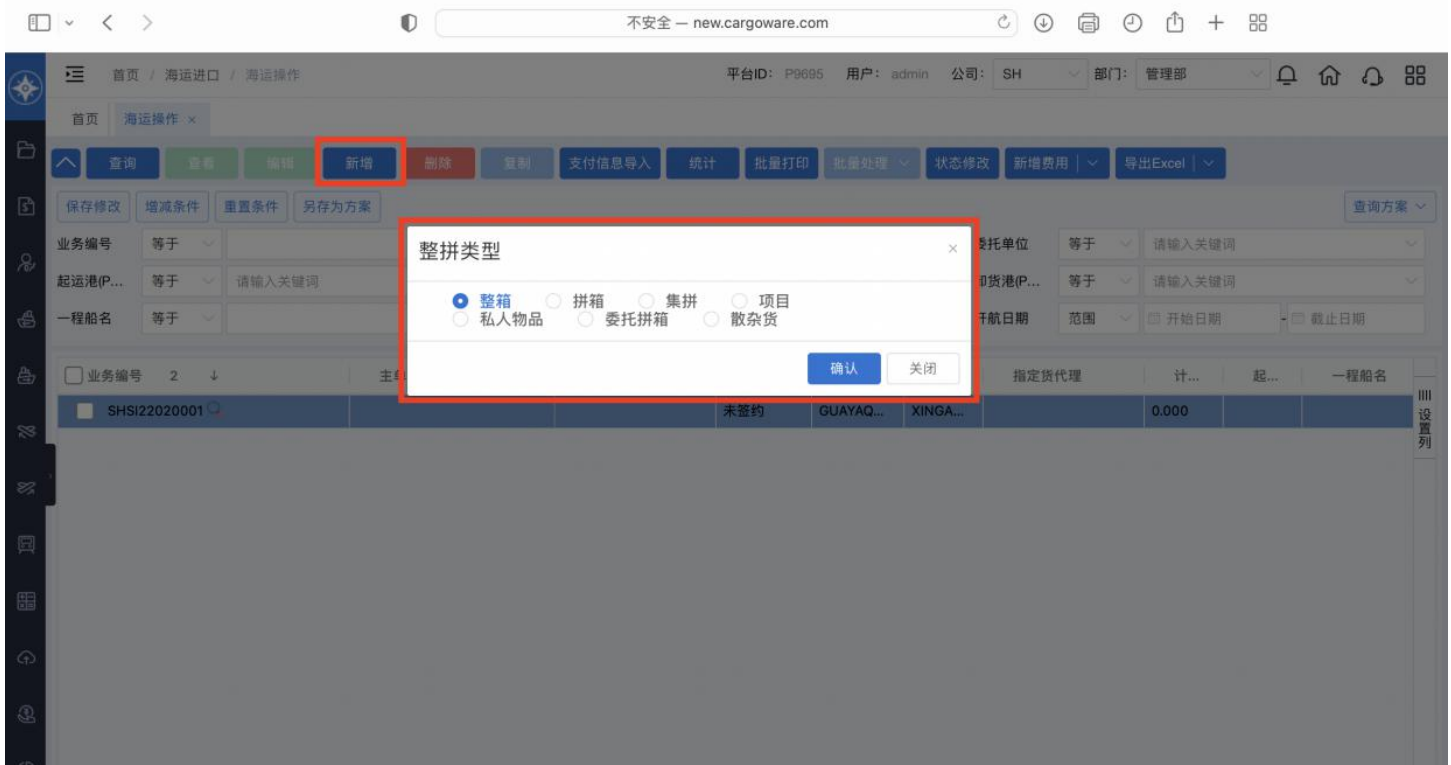 不安全 — new.cargoware.com
首页 / 海运进口 / 海运操作 平台ID: P9695 用户: admin 公司: SH 部门: 管理部
首页 海运操作 ×
查询 查看 编辑 新增 删除 复制 支付信息导入 统计 批量打印 批量处理 状态修改 新增费用 导出Excel
保存修改 增减条件 重置条件 另存为方案 查询方案
业务编号 等于 委托单位 等于 请输入关键词
起运港(P... 等于 请输入关键词 卸货港(P... 等于 请输入关键词
一程船名 等于 开航日期 范围 开始日期 - 截止日期
整拼类型 ×
整箱 拼箱 集拼 项目
私人物品 委托拼箱 散杂货
确认 关闭
业务编号 2 ↓ 指定货代理 计... 起... 一程船名
SHSI22020001 未签约 GUAYAQ... XINGA... 0.000
设置列